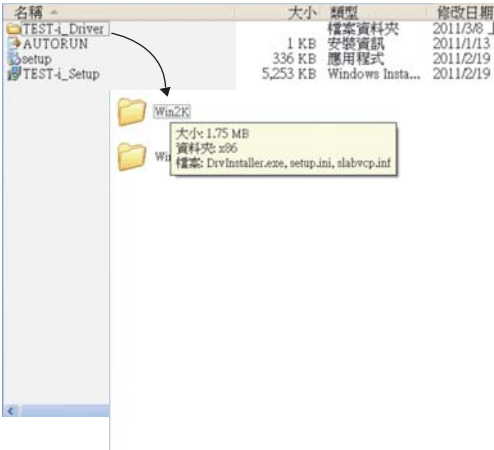 名稱 大小 類型 修改日期
TEST-i_Driver 檔案資料夾 2011/3/8
AUTORUN 1 KB 安裝資訊 2011/1/13
setup 336 KB 應用程式 2011/2/19
TEST-i_Setup 5,253 KB Windows Insta... 2011/2/19
Win2K
大小: 1.75 MB
資料夾: x86
檔案: DrvInstaller.exe, setup.ini, slabvcp.inf